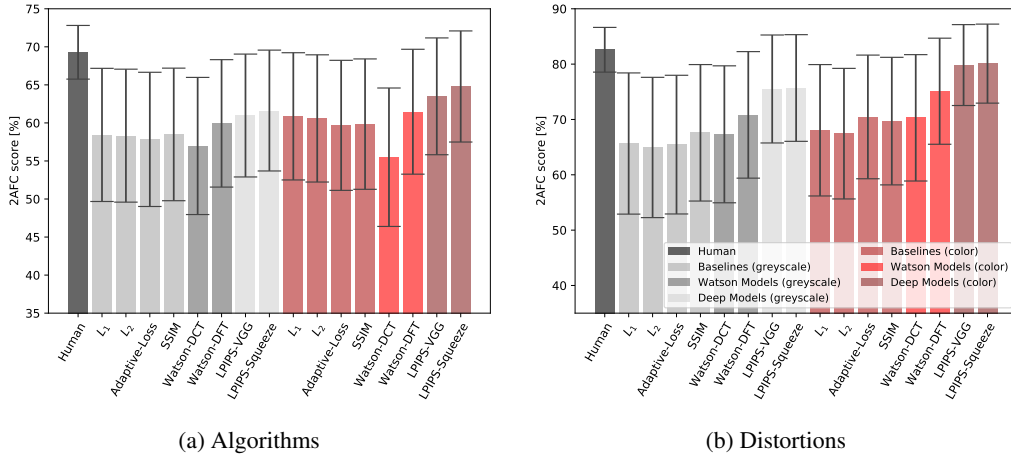 75
70
65
60
55
50
45
40
35
2AFC score [%]
Human
L1
L2
Adaptive-Loss
SSIM
Watson-DCT
Watson-DFT
LPIPS-VGG
LPIPS-Squeeze
L1
L2
Adaptive-Loss
SSIM
Watson-DCT
Watson-DFT
LPIPS-VGG
LPIPS-Squeeze
(a) Algorithms
90
80
70
60
50
40
2AFC score [%]
Human
Baselines (greyscale)
Watson Models (greyscale)
Deep Models (greyscale)
Baselines (color)
Watson Models (color)
Deep Models (color)
Human
L1
L2
Adaptive-Loss
SSIM
Watson-DCT
Watson-DFT
LPIPS-VGG
LPIPS-Squeeze
L1
L2
Adaptive-Loss
SSIM
Watson-DCT
Watson-DFT
LPIPS-VGG
LPIPS-Squeeze
(b) Distortions